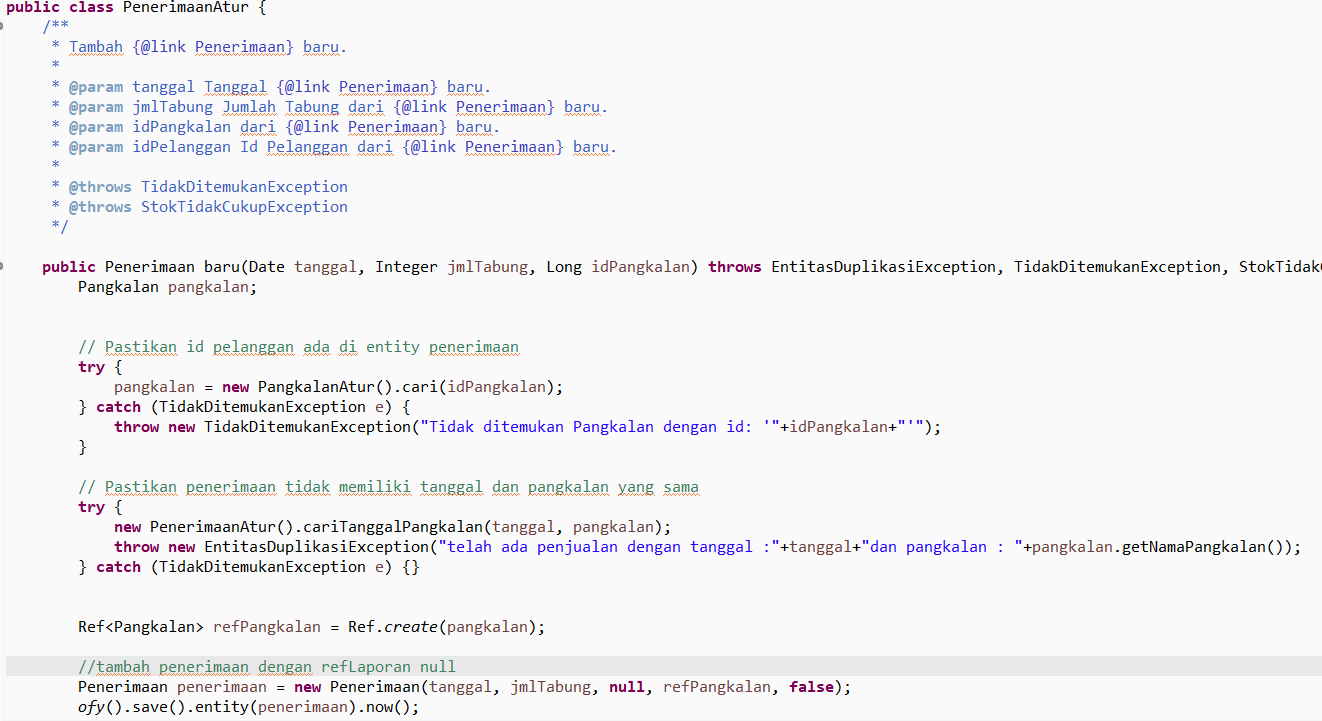 public class PenerimaanAtur {
/**
* Tambah {@link Penerimaan} baru.
*
* @param tanggal Tanggal {@link Penerimaan} baru.
* @param jmlTabung Jumlah Tabung dari {@link Penerimaan} baru.
* @param idPangkalan dari {@link Penerimaan} baru.
* @param idPelanggan Id Pelanggan dari {@link Penerimaan} baru.
*
* @throws TidakDitemukanException
* @throws StokTidakCukupException
*/
public Penerimaan baru(Date tanggal, Integer jmlTabung, Long idPangkalan) throws EntitasDuplikasiException, TidakDitemukanException, StokTidak
Pangkalan pangkalan;
// Pastikan id pelanggan ada di entity penerimaan
try {
pangkalan = new PangkalanAtur().cari(idPangkalan);
} catch (TidakDitemukanException e) {
throw new TidakDitemukanException("Tidak ditemukan Pangkalan dengan id: '"+idPangkalan+"'");
}
// Pastikan penerimaan tidak memiliki tanggal dan pangkalan yang sama
try {
new PenerimaanAtur().cariTanggalPangkalan(tanggal, pangkalan);
throw new EntitasDuplikasiException("telah ada penjualan dengan tanggal :"+tanggal+"dan pangkalan : "+pangkalan.getNamaPangkalan());
} catch (TidakDitemukanException e) {}
Ref<Pangkalan> refPangkalan = Ref.create(pangkalan);
//tambah penerimaan dengan refLaporan null
Penerimaan penerimaan = new Penerimaan(tanggal, jmlTabung, null, refPangkalan, false);
ofy().save().entity(penerimaan).now();